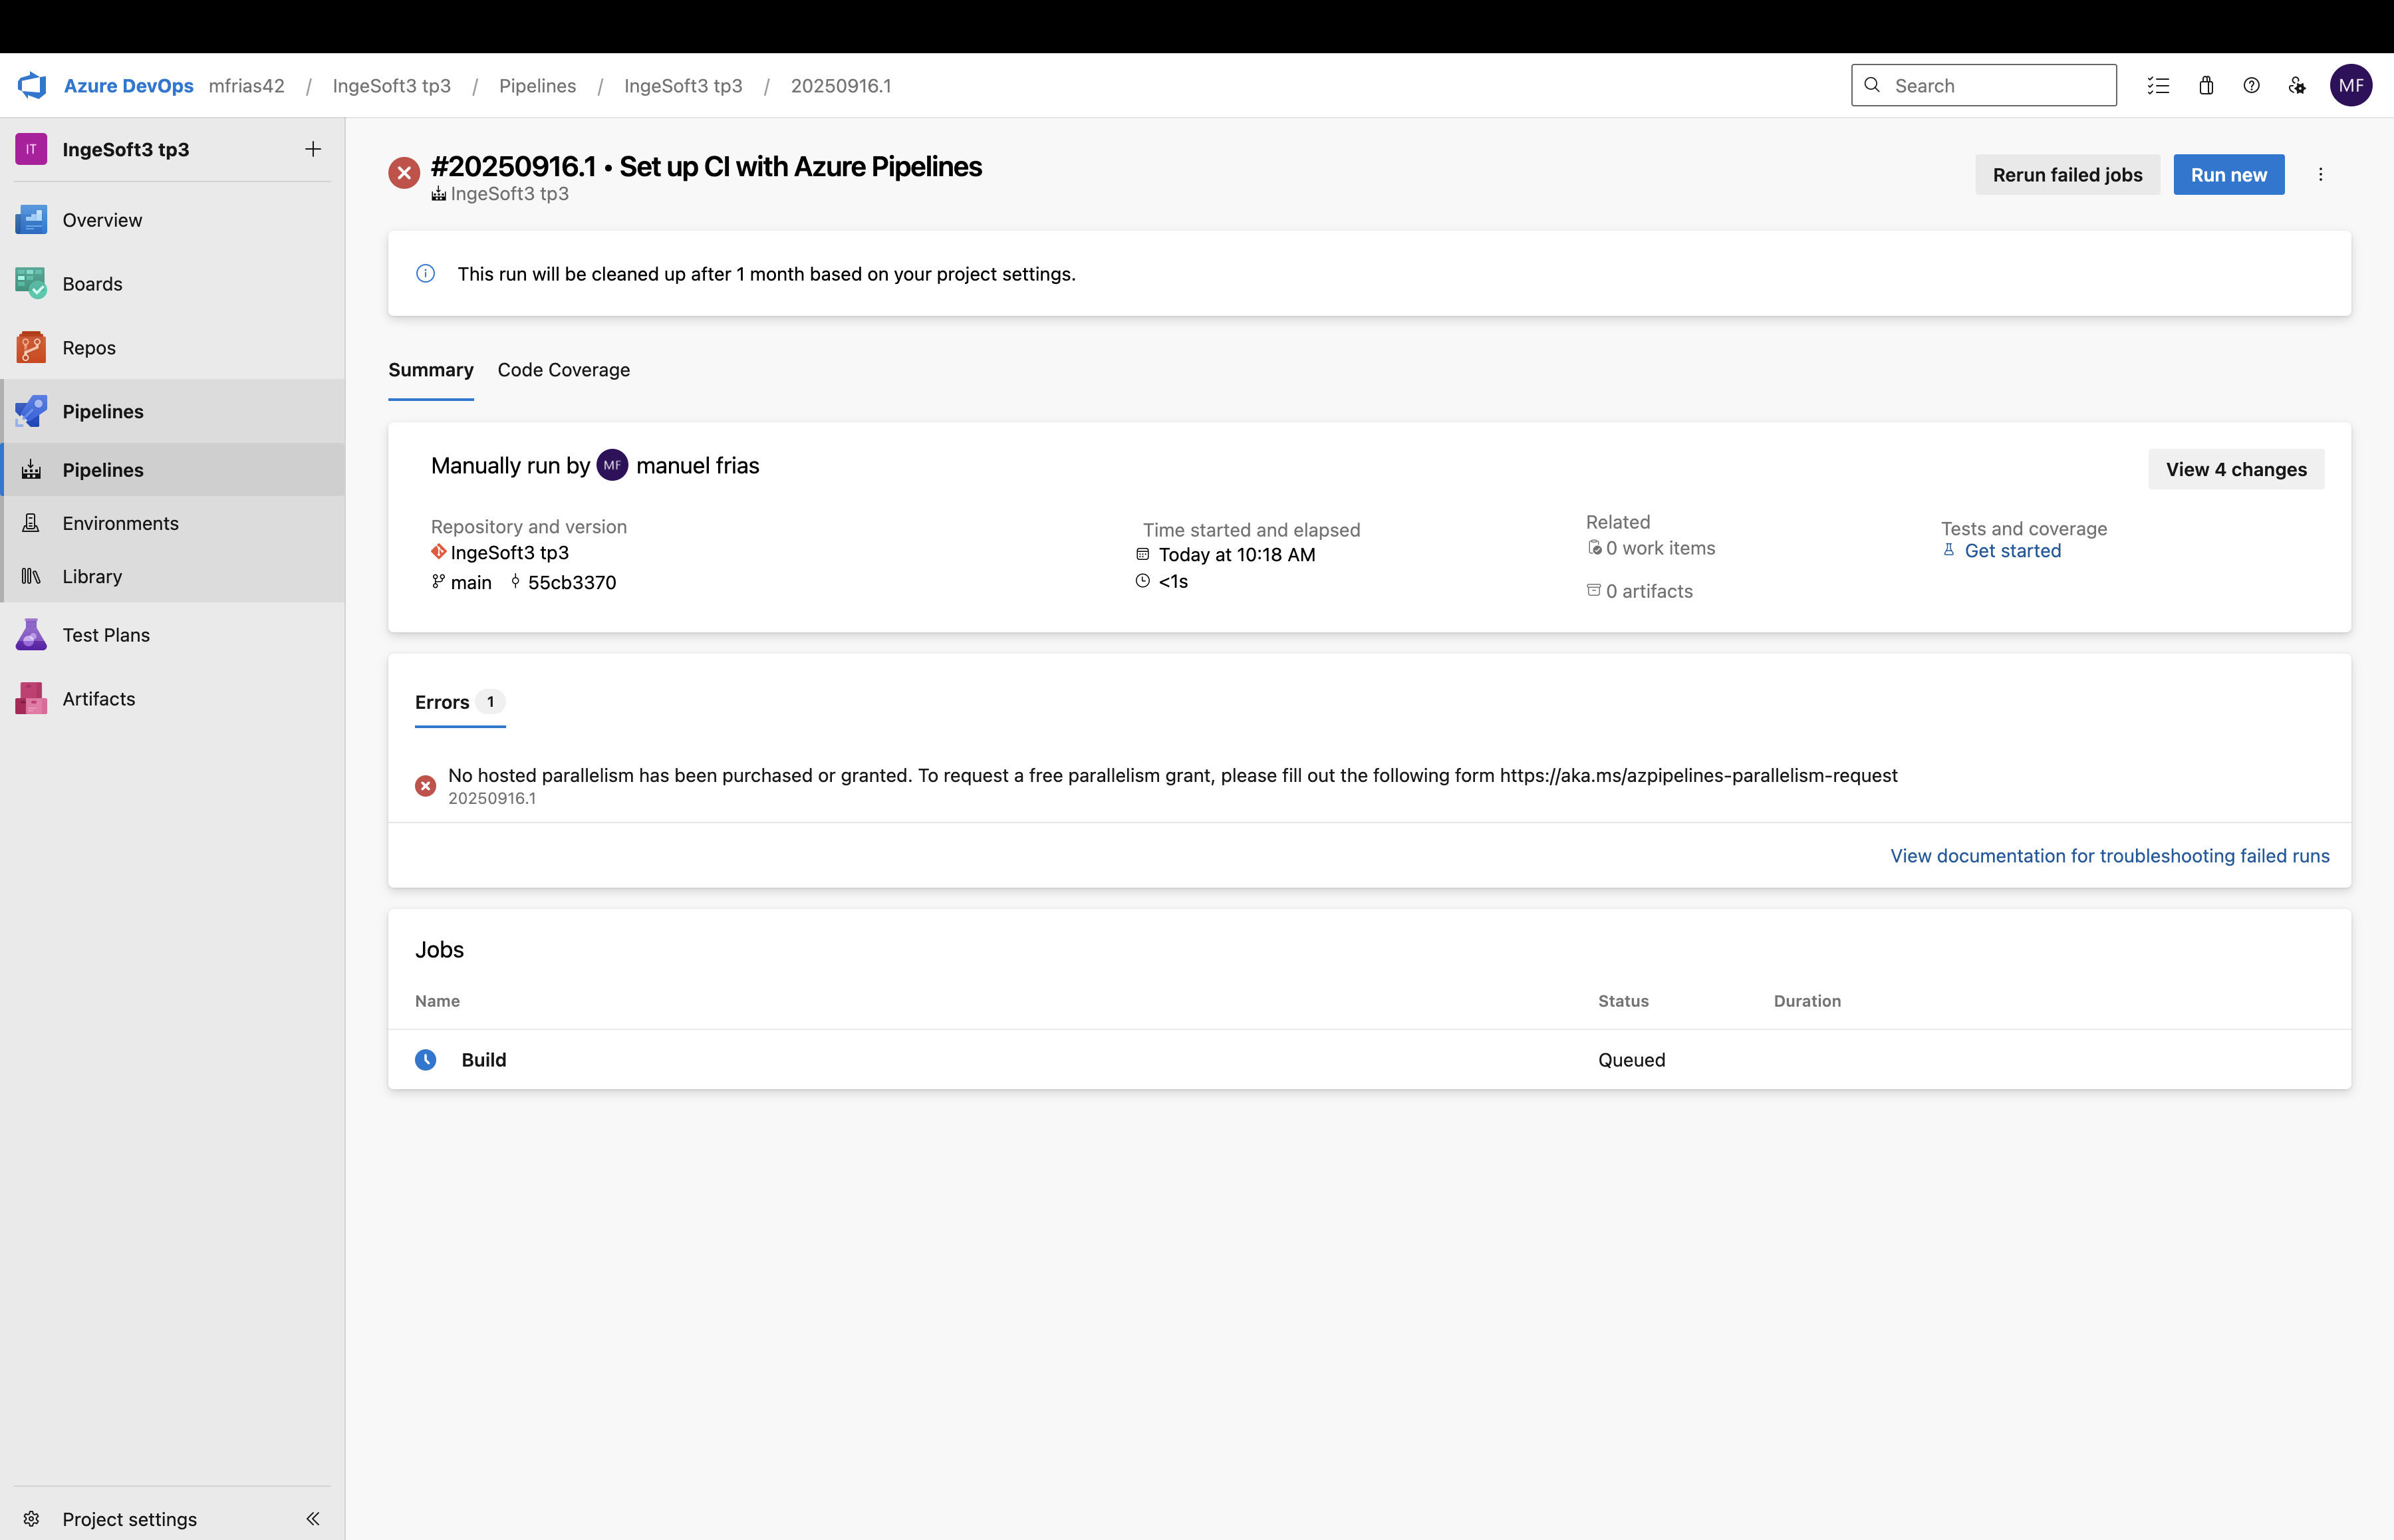 Azure DevOps mfrias42 / IngeSoft3 tp3 / Pipelines / IngeSoft3 tp3 / 20250916.1
Search
MF
IT IngeSoft3 tp3
Overview
Boards
Repos
Pipelines
Pipelines
Environments
Library
Test Plans
Artifacts
Project settings
#20250916.1 • Set up CI with Azure Pipelines
IngeSoft3 tp3
Rerun failed jobs
Run new
This run will be cleaned up after 1 month based on your project settings.
Summary Code Coverage
Manually run by MF manuel frias
View 4 changes
Repository and version
IngeSoft3 tp3
main 55cb3370
Time started and elapsed
Today at 10:18 AM
<1s
Related
0 work items
0 artifacts
Tests and coverage
Get started
Errors 1
No hosted parallelism has been purchased or granted. To request a free parallelism grant, please fill out the following form https://aka.ms/azpipelines-parallelism-request
20250916.1
View documentation for troubleshooting failed runs
Jobs
Name Status Duration
Build Queued